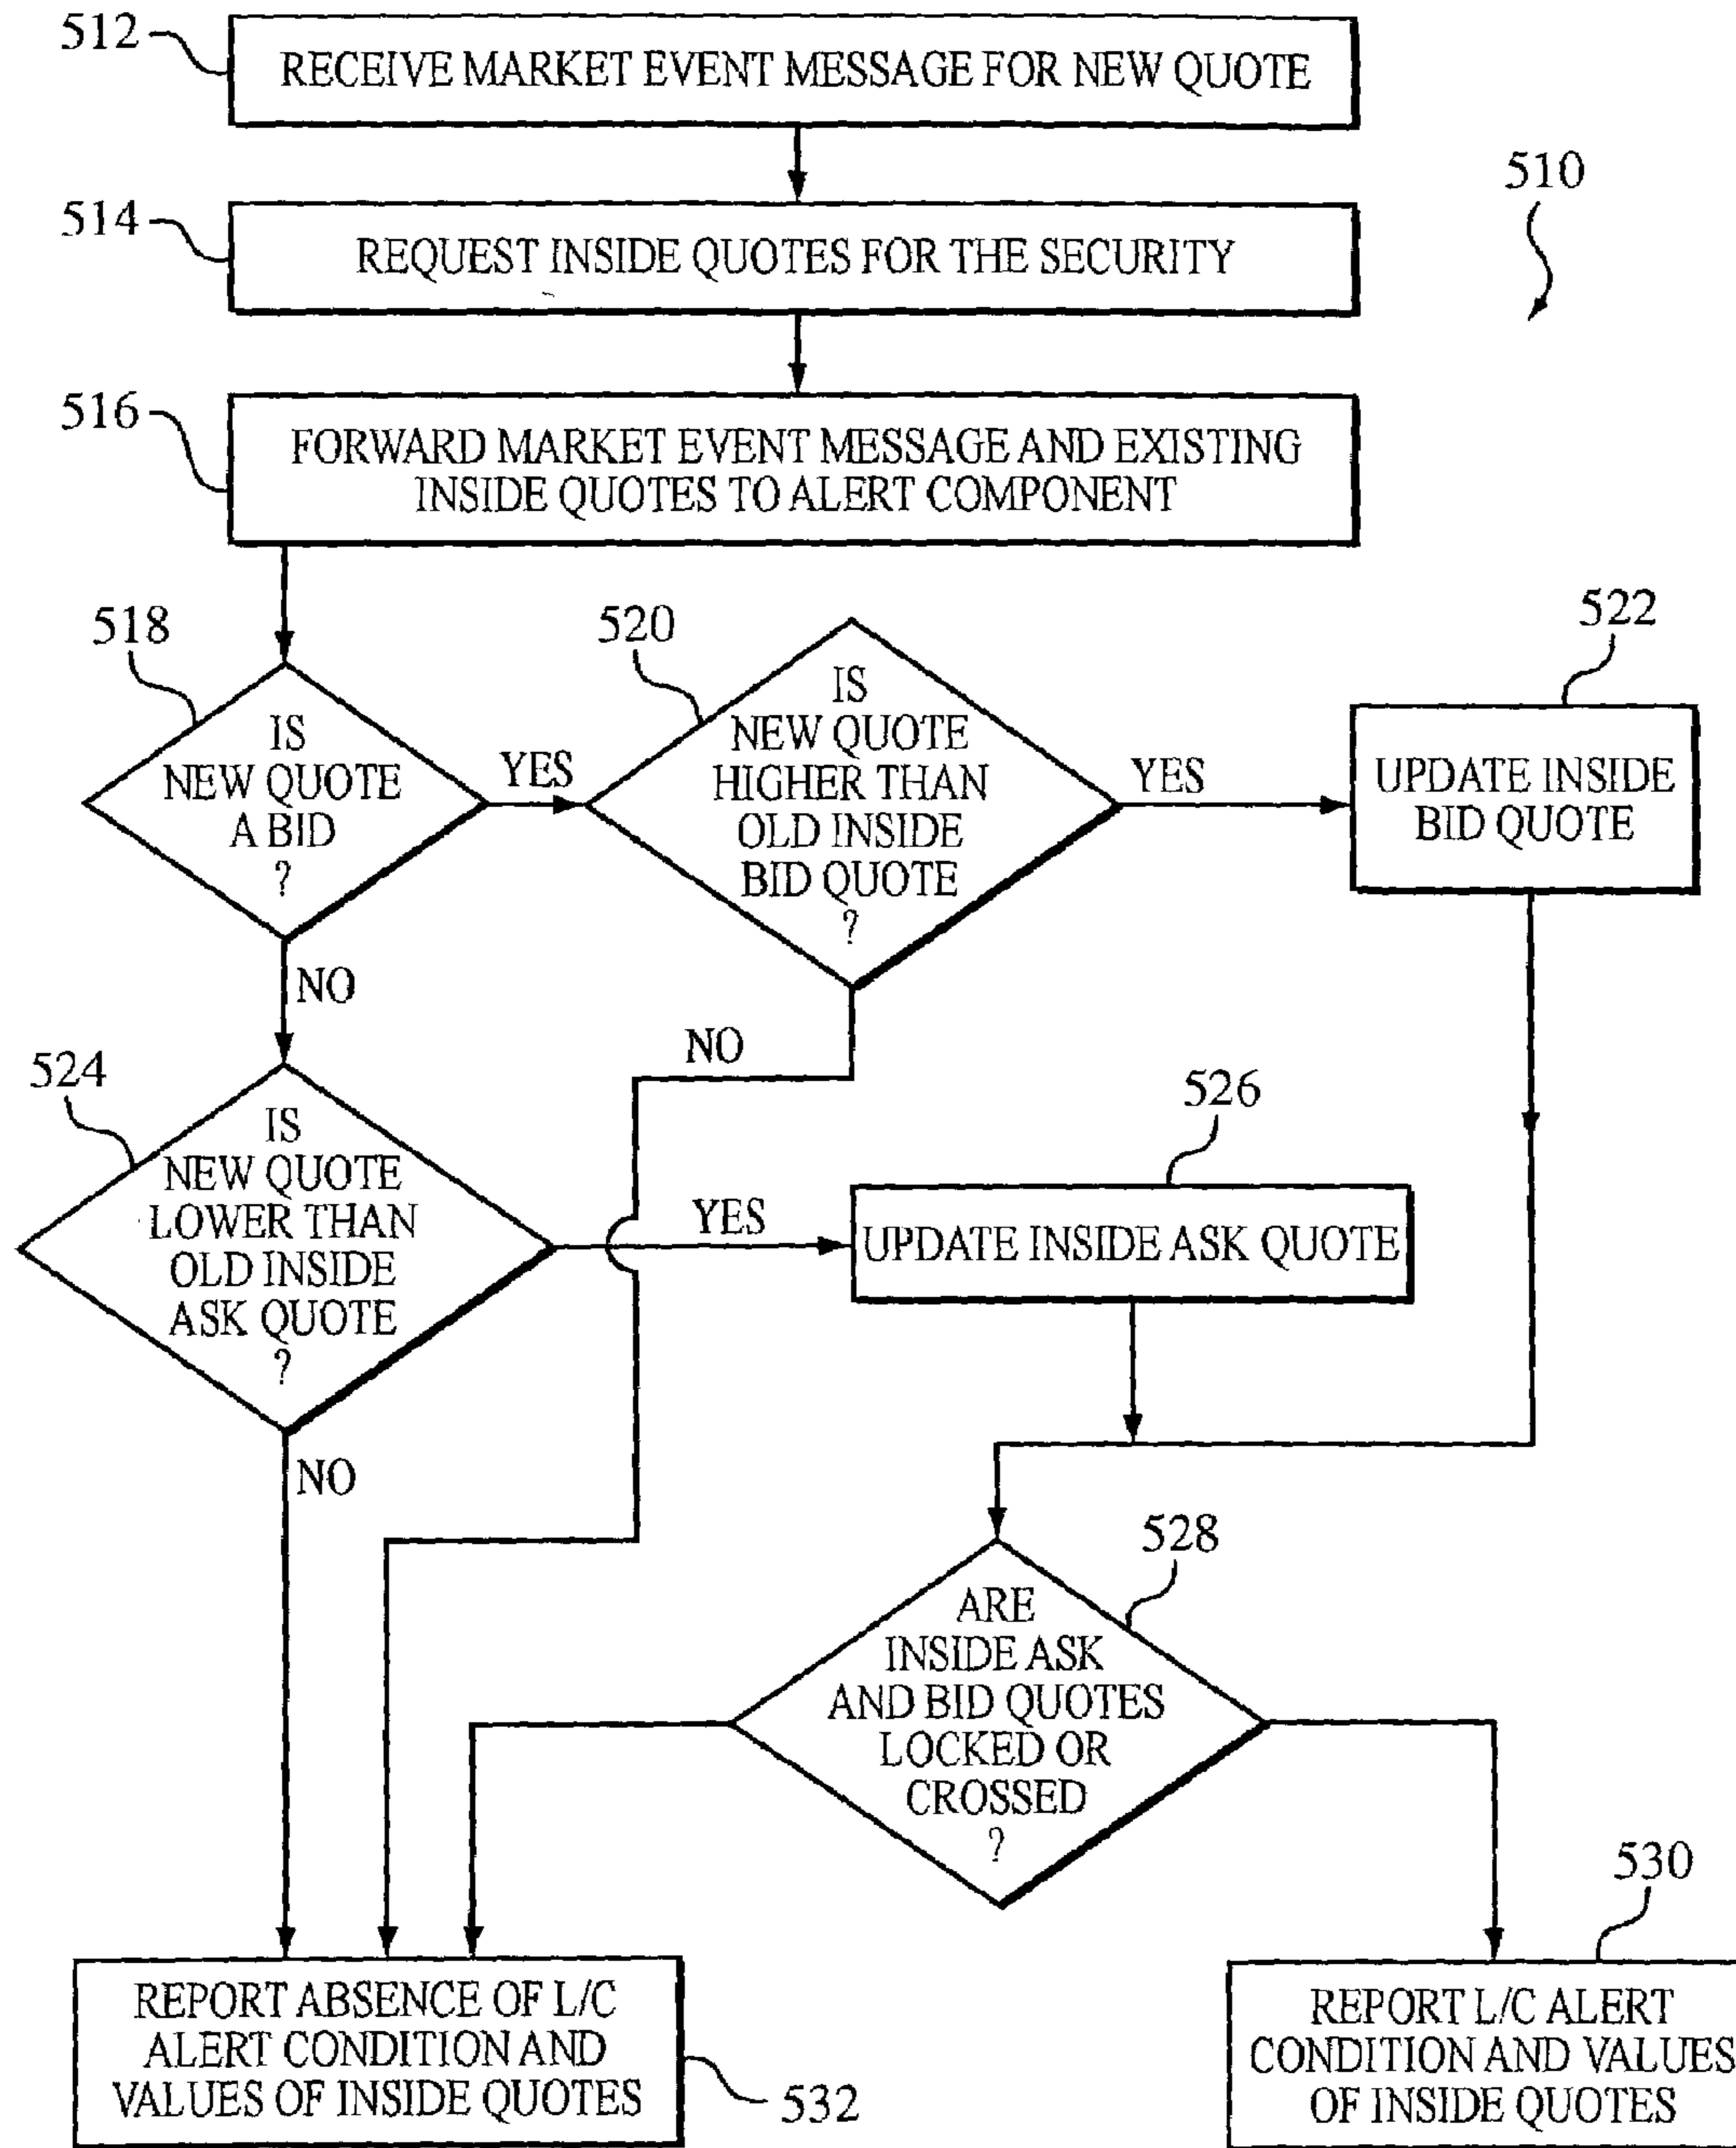 512
RECEIVE MARKET EVENT MESSAGE FOR NEW QUOTE
510
514
REQUEST INSIDE QUOTES FOR THE SECURITY
516
FORWARD MARKET EVENT MESSAGE AND EXISTING
INSIDE QUOTES TO ALERT COMPONENT
518
IS
NEW QUOTE
A BID
?
YES
520
IS
NEW QUOTE
HIGHER THAN
OLD INSIDE
BID QUOTE
?
YES
522
UPDATE INSIDE
BID QUOTE
NO
NO
524
IS
NEW QUOTE
LOWER THAN
OLD INSIDE
ASK QUOTE
?
YES
526
UPDATE INSIDE ASK QUOTE
NO
528
ARE
INSIDE ASK
AND BID QUOTES
LOCKED OR
CROSSED
?
530
REPORT ABSENCE OF L/C
ALERT CONDITION AND
VALUES OF INSIDE QUOTES
532
REPORT L/C ALERT
CONDITION AND VALUES
OF INSIDE QUOTES